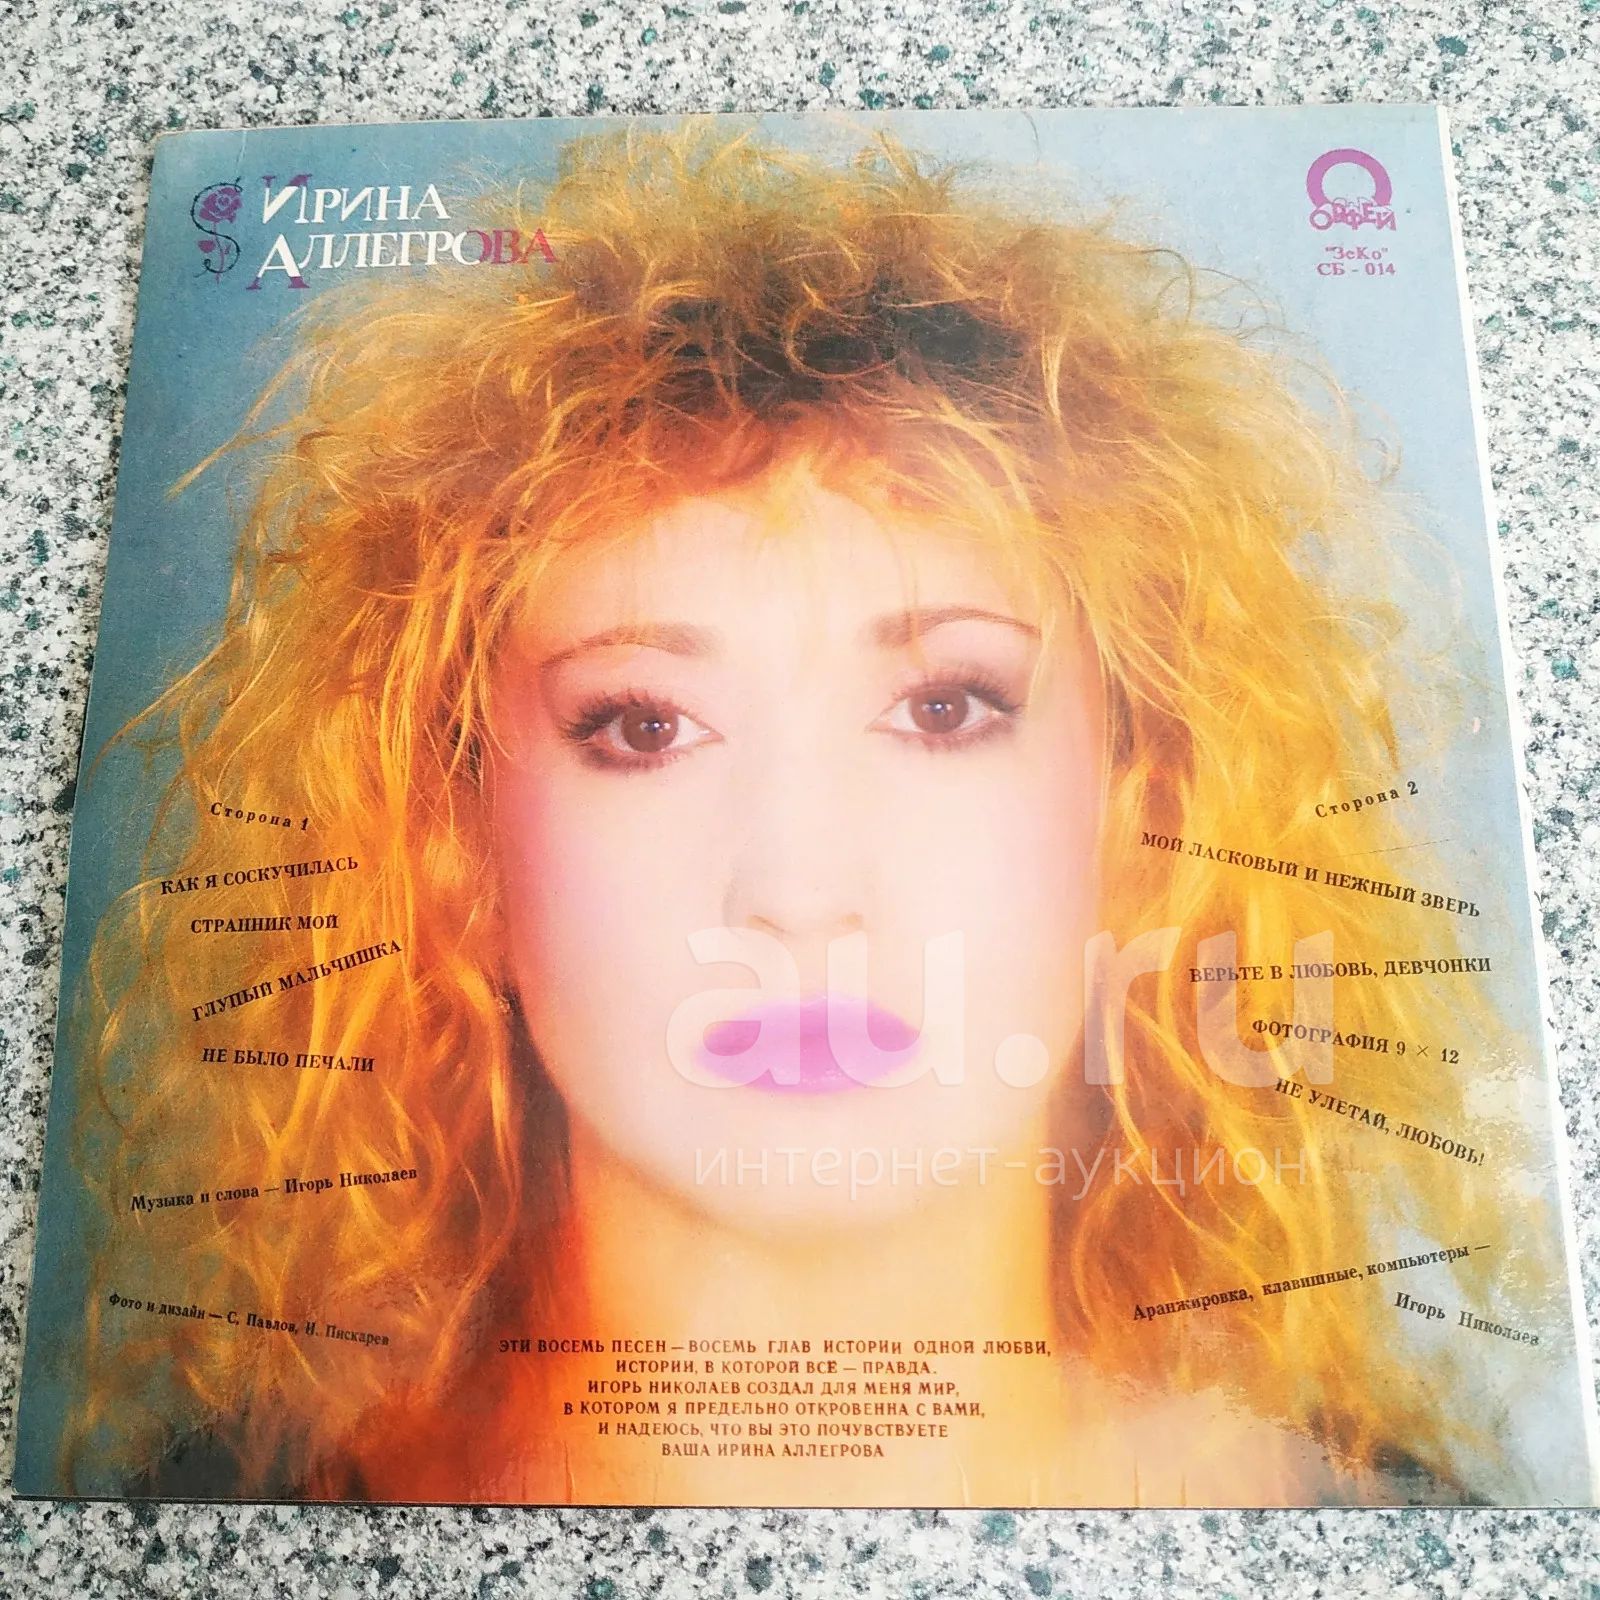 ИРИНА
АЛЛЕГРОВА
ОРФЕЙ
"ЗеКо"
СБ - 014
Сторона 1
КАК Я СОСКУЧИЛАСЬ
СТРАННИК МОЙ
ГЛУПЫЙ МАЛЬЧИШКА
НЕ БЫЛО ПЕЧАЛИ
Музыка и слова — Игорь Николаев
Фото и дизайн — С. Павлов, И. Пискарев
Сторона 2
МОЙ ЛАСКОВЫЙ И НЕЖНЫЙ ЗВЕРЬ
ВЕРЬТЕ В ЛЮБОВЬ, ДЕВЧОНКИ
ФОТОГРАФИЯ 9 × 12
НЕ УЛЕТАЙ, ЛЮБОВЬ!
Аранжировка, клавишные, компьютеры —
Игорь Николаев
ЭТИ ВОСЕМЬ ПЕСЕН — ВОСЕМЬ ГЛАВ ИСТОРИИ ОДНОЙ ЛЮБВИ,
ИСТОРИИ, В КОТОРОЙ ВСЁ — ПРАВДА.
ИГОРЬ НИКОЛАЕВ СОЗДАЛ ДЛЯ МЕНЯ МИР,
В КОТОРОМ Я ПРЕДЕЛЬНО ОТКРОВЕННА С ВАМИ,
И НАДЕЮСЬ, ЧТО ВЫ ЭТО ПОЧУВСТВУЕТЕ
ВАША ИРИНА АЛЛЕГРОВА
au.ru
интернет-аукцион